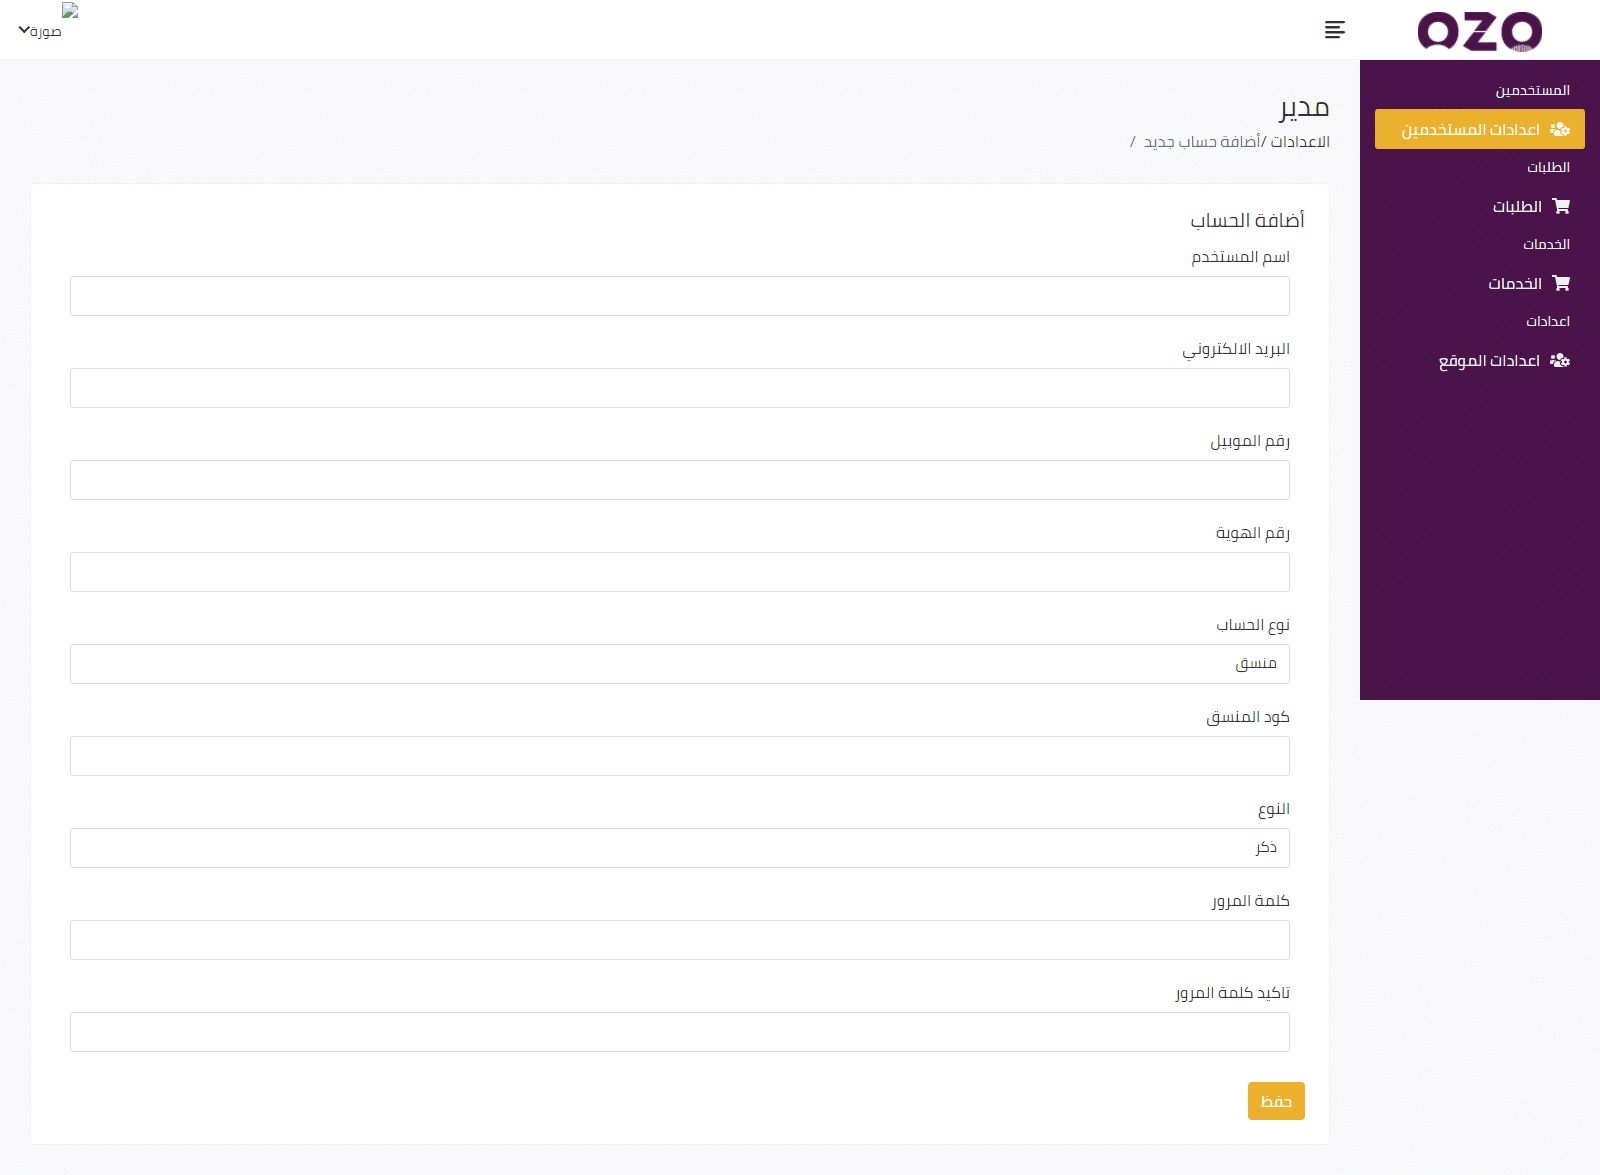 OZO
صورة
المستخدمين
اعدادات المستخدمين
الطلبات
الطلبات
الخدمات
الخدمات
اعدادات
اعدادات الموقع
مدير
الاعدادات /أضافة حساب جديد /
أضافة الحساب
اسم المستخدم
البريد الالكتروني
رقم الموبيل
رقم الهوية
نوع الحساب
منسق
كود المنسق
النوع
ذكر
كلمة المرور
تاكيد كلمة المرور
حفظ